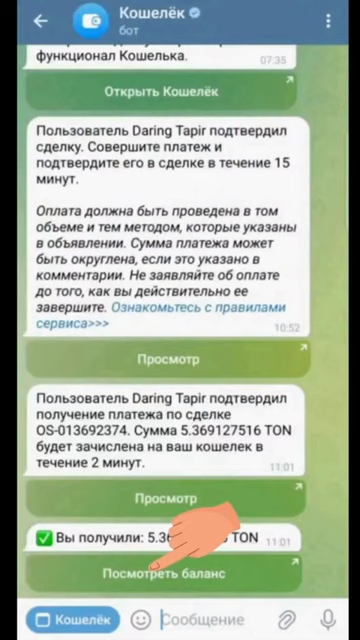 Кошелёк
бот
функционал Кошелька.
07:35
Открыть Кошелёк
Пользователь Daring Tapir подтвердил
сделку. Совершите платеж и
подтвердите его в сделке в течение 15
минут.
Оплата должна быть проведена в том
объеме и тем методом, которые указаны
в объявлении. Сумма платежа может
быть округлена, если это указано в
комментарии. Не заявляйте об оплате
до того, как вы действительно ее
завершите. Ознакомьтесь с правилами
сервиса>>>
10:52
Просмотр
Пользователь Daring Tapir подтвердил
получение платежа по сделке
OS-013692374. Сумма 5.369127516 TON
будет зачислена на ваш кошелек в
течение 2 минут.
11:01
Просмотр
Вы получили: TON
11:01
Посмотреть баланс
Кошелёк
Сообщение